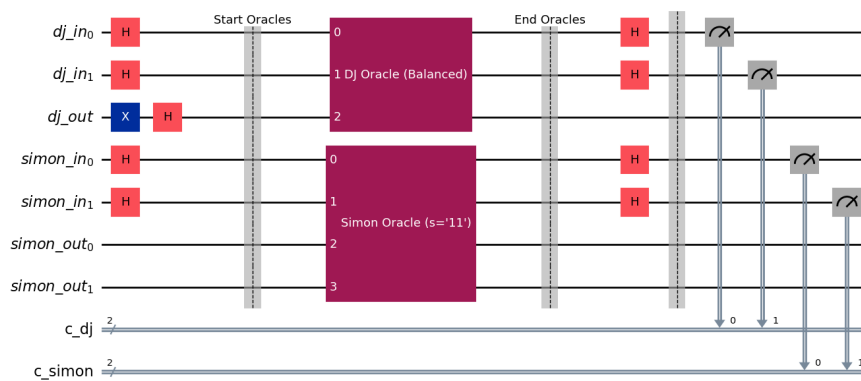 Start Oracles End Oracles
dj_in₀ H 0 H
dj_in₁ H 1 DJ Oracle (Balanced) H
dj_out X H 2
simon_in₀ H 0 H
simon_in₁ H 1 H
Simon Oracle (s='11')
simon_out₀ 2
simon_out₁ 3
c_dj 2 0 1
c_simon 2 0 1